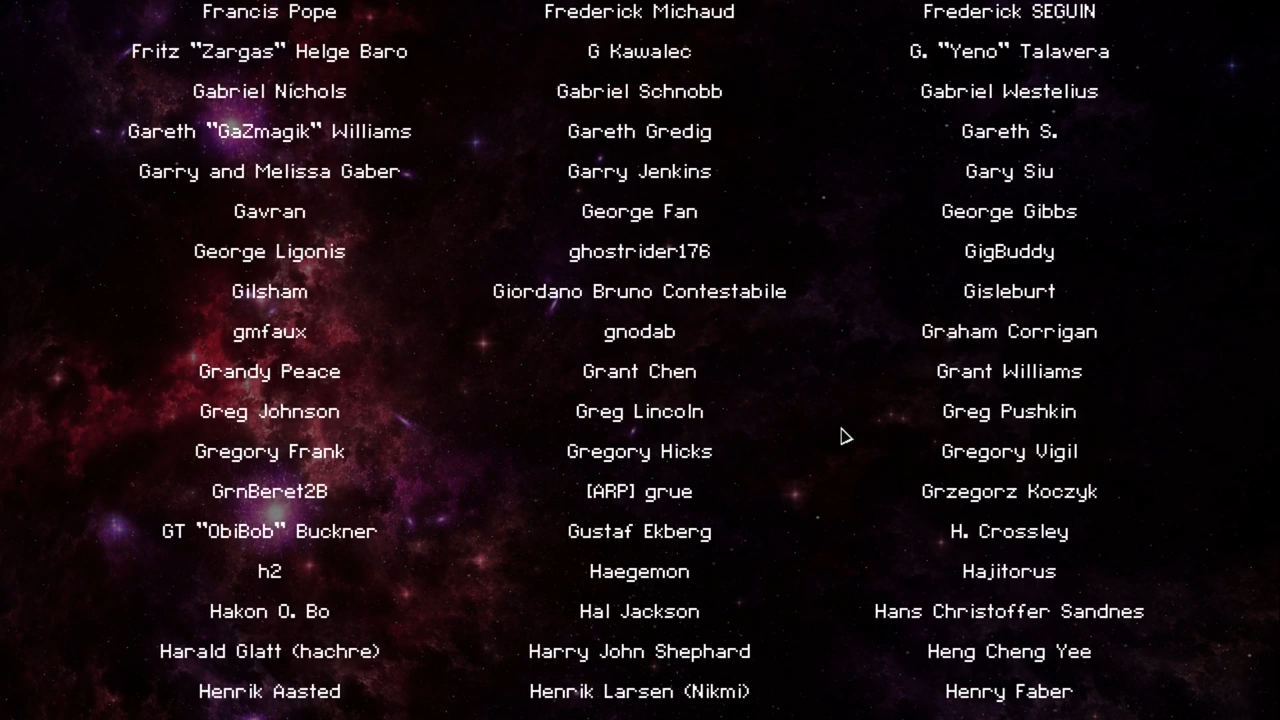 Francis Pope Frederick Michaud Frederick SEGUIN
Fritz "Zargas" Helge Baro G Kawalec G. "Yeno" Talavera
Gabriel Nichols Gabriel Schnobb Gabriel Westelius
Gareth "GaZmagik" Williams Gareth Gredig Gareth S.
Garry and Melissa Gaber Garry Jenkins Gary Siu
Gavran George Fan George Gibbs
George Ligonis ghostrider176 GigBuddy
Gilsham Giordano Bruno Contestabile Gisleburt
gmfaux gnodab Graham Corrigan
Grandy Peace Grant Chen Grant Williams
Greg Johnson Greg Lincoln Greg Pushkin
Gregory Frank Gregory Hicks Gregory Vigil
GrnBeret2B [ARP] grue Grzegorz Koczyk
GT "ObiBob" Buckner Gustaf Ekberg H. Crossley
h2 Haegemon Hajitorus
Hakon O. Bo Hal Jackson Hans Christoffer Sandnes
Harald Glatt (hachre) Harry John Shephard Heng Cheng Yee
Henrik Aasted Henrik Larsen (Nikmi) Henry Faber